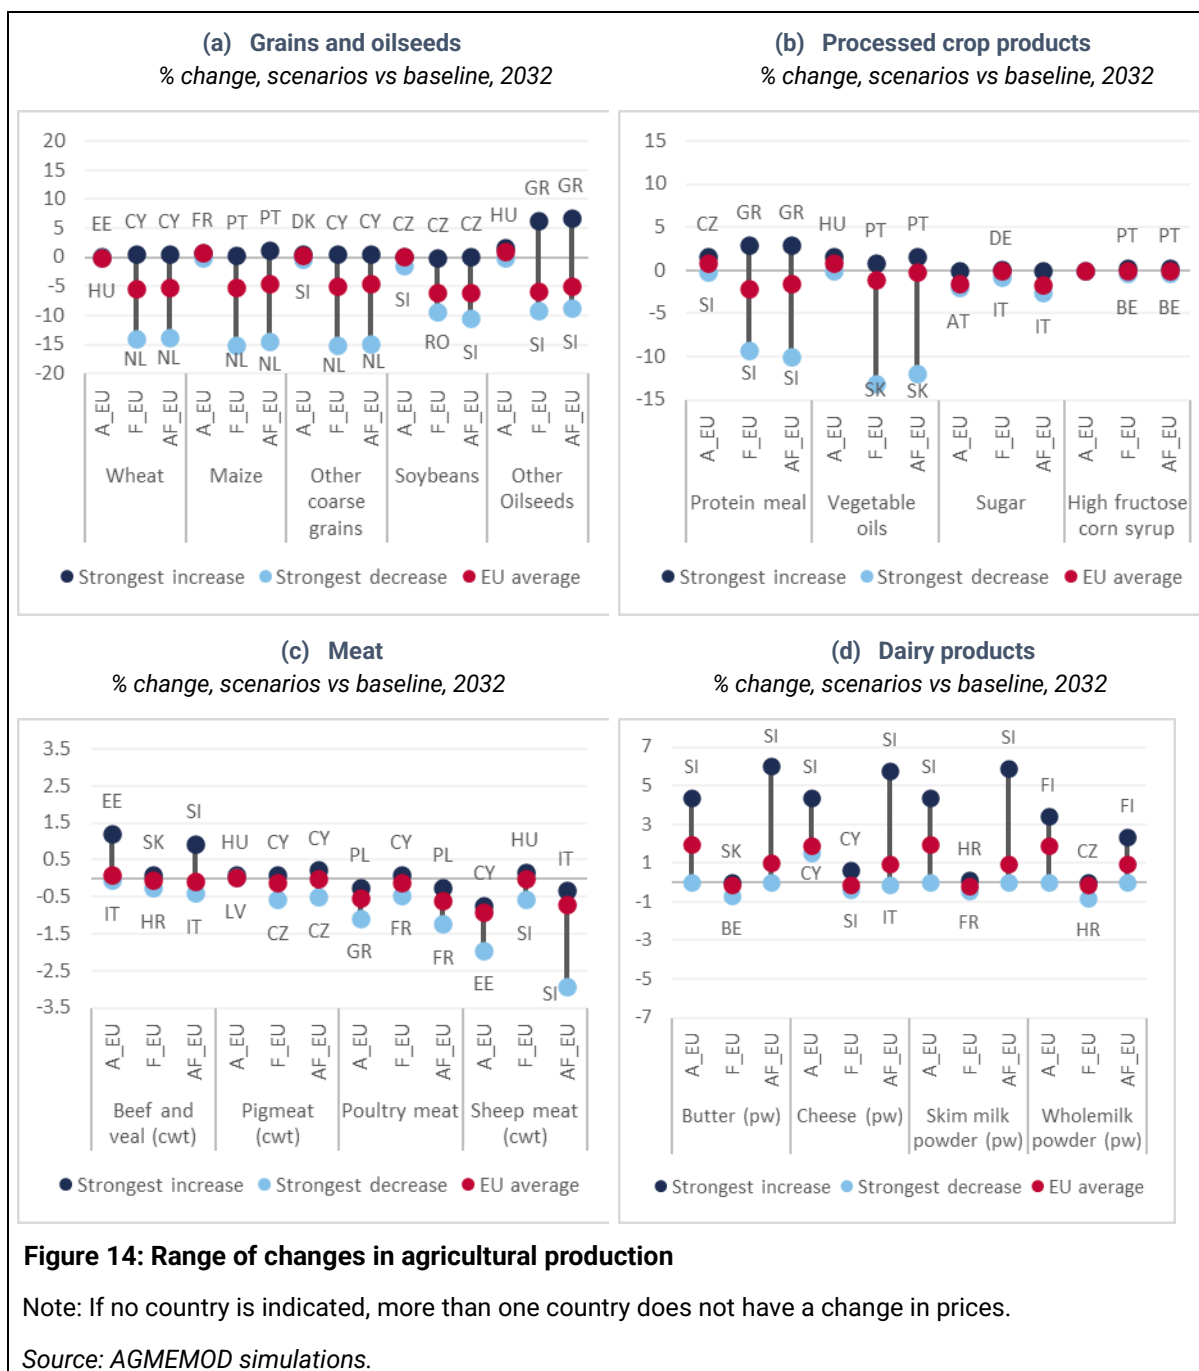 (a) Grains and oilseeds
% change, scenarios vs baseline, 2032
20
15
10
5
0
-5
-10
-15
-20
EE CY CY FR PT PT DK CY CY CZ CZ CZ HU GR GR
HU NL NL NL NL SI NL NL SI RO SI SI SI
A_EU F_EU AF_EU A_EU F_EU AF_EU A_EU F_EU AF_EU A_EU F_EU AF_EU A_EU F_EU AF_EU
Wheat Maize Other coarse grains Soybeans Other Oilseeds
Strongest increase Strongest decrease EU average
(b) Processed crop products
% change, scenarios vs baseline, 2032
15
10
5
0
-5
-10
-15
CZ GR GR HU PT PT DE PT PT
SI SI SI SK SK AT IT IT BE BE
A_EU F_EU AF_EU A_EU F_EU AF_EU A_EU F_EU AF_EU A_EU F_EU AF_EU
Protein meal Vegetable oils Sugar High fructose corn syrup
Strongest increase Strongest decrease EU average
(c) Meat
% change, scenarios vs baseline, 2032
3.5
2.5
1.5
0.5
-0.5
-1.5
-2.5
-3.5
EE SK SI HU CY CY PL CY PL CY HU IT
IT HR IT LV CZ CZ GR FR FR EE SI SI
A_EU F_EU AF_EU A_EU F_EU AF_EU A_EU F_EU AF_EU A_EU F_EU AF_EU
Beef and veal (cwt) Pigmeat (cwt) Poultry meat Sheep meat (cwt)
Strongest increase Strongest decrease EU average
(d) Dairy products
% change, scenarios vs baseline, 2032
7
5
3
1
-1
-3
-5
-7
SI SK SI SI CY SI SI HR SI FI CZ FI
BE CY SI IT FR HR
A_EU F_EU AF_EU A_EU F_EU AF_EU A_EU F_EU AF_EU A_EU F_EU AF_EU
Butter (pw) Cheese (pw) Skim milk powder (pw) Wholemilk powder (pw)
Strongest increase Strongest decrease EU average
Figure 14: Range of changes in agricultural production
Note: If no country is indicated, more than one country does not have a change in prices.
Source: AGMEMOD simulations.